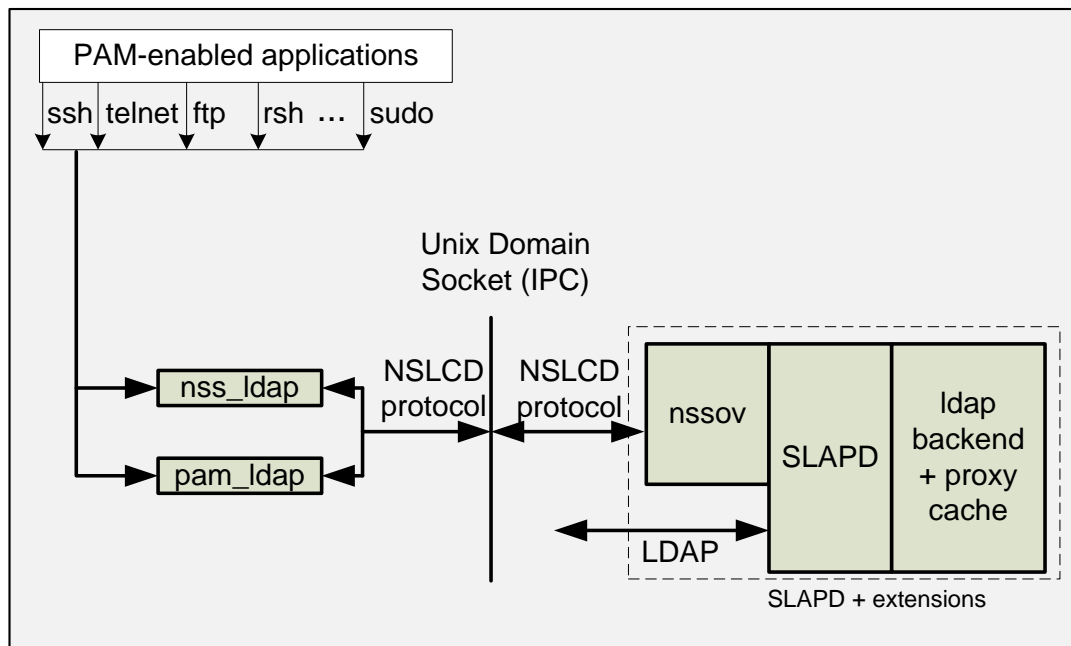 PAM-enabled applications
ssh telnet ftp rsh ... sudo
Unix Domain
Socket (IPC)
nss_ldap
pam_ldap
NSLCD
protocol
NSLCD
protocol
nssov
SLAPD
ldap
backend
+ proxy
cache
LDAP
SLAPD + extensions